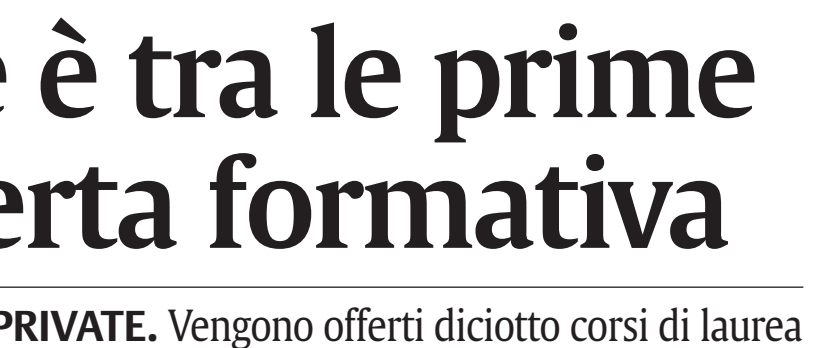 è tra le prime
erta formativa
PRIVATE. Vengono offerti diciotto corsi di laurea